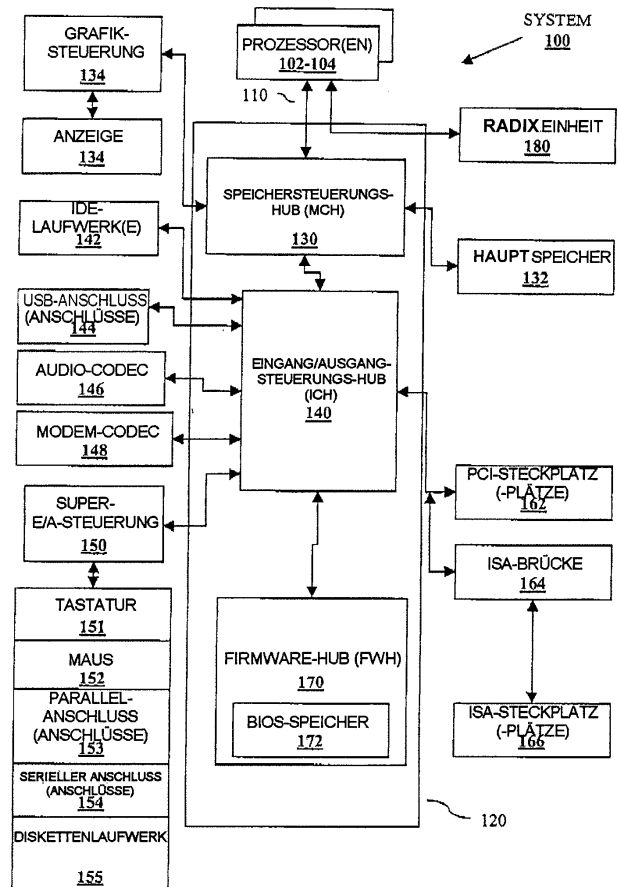 SYSTEM
100
GRAFIK-
STEUERUNG
134
PROZESSOR(EN)
102-104
110
ANZEIGE
134
RADIX.EINHEIT
180
SPEICHERSTEUERUNGS-
HUB (MCH)
130
IDE-
LAUFWERK(E)
142
HAUPTSPEICHER
132
USB-ANSCHLUSS
(ANSCHLÜSSE)
144
EINGANG/AUSGANG-
STEUERUNGS-HUB
(ICH)
140
AUDIO-CODEC
146
MODEM-CODEC
148
PCI-STECKPLATZ
(-PLÄTZE)
162
SUPER-
E/A-STEUERUNG
150
ISA-BRÜCKE
164
TASTATUR
151
MAUS
152
FIRMWARE-HUB (FWH)
170
PARALLEL-
ANSCHLUSS
(ANSCHLÜSSE)
153
BIOS-SPEICHER
172
ISA-STECKPLATZ
(-PLÄTZE)
166
SERIELLER ANSCHLUSS
(ANSCHLÜSSE)
154
120
DISKETTENLAUFWERK
155